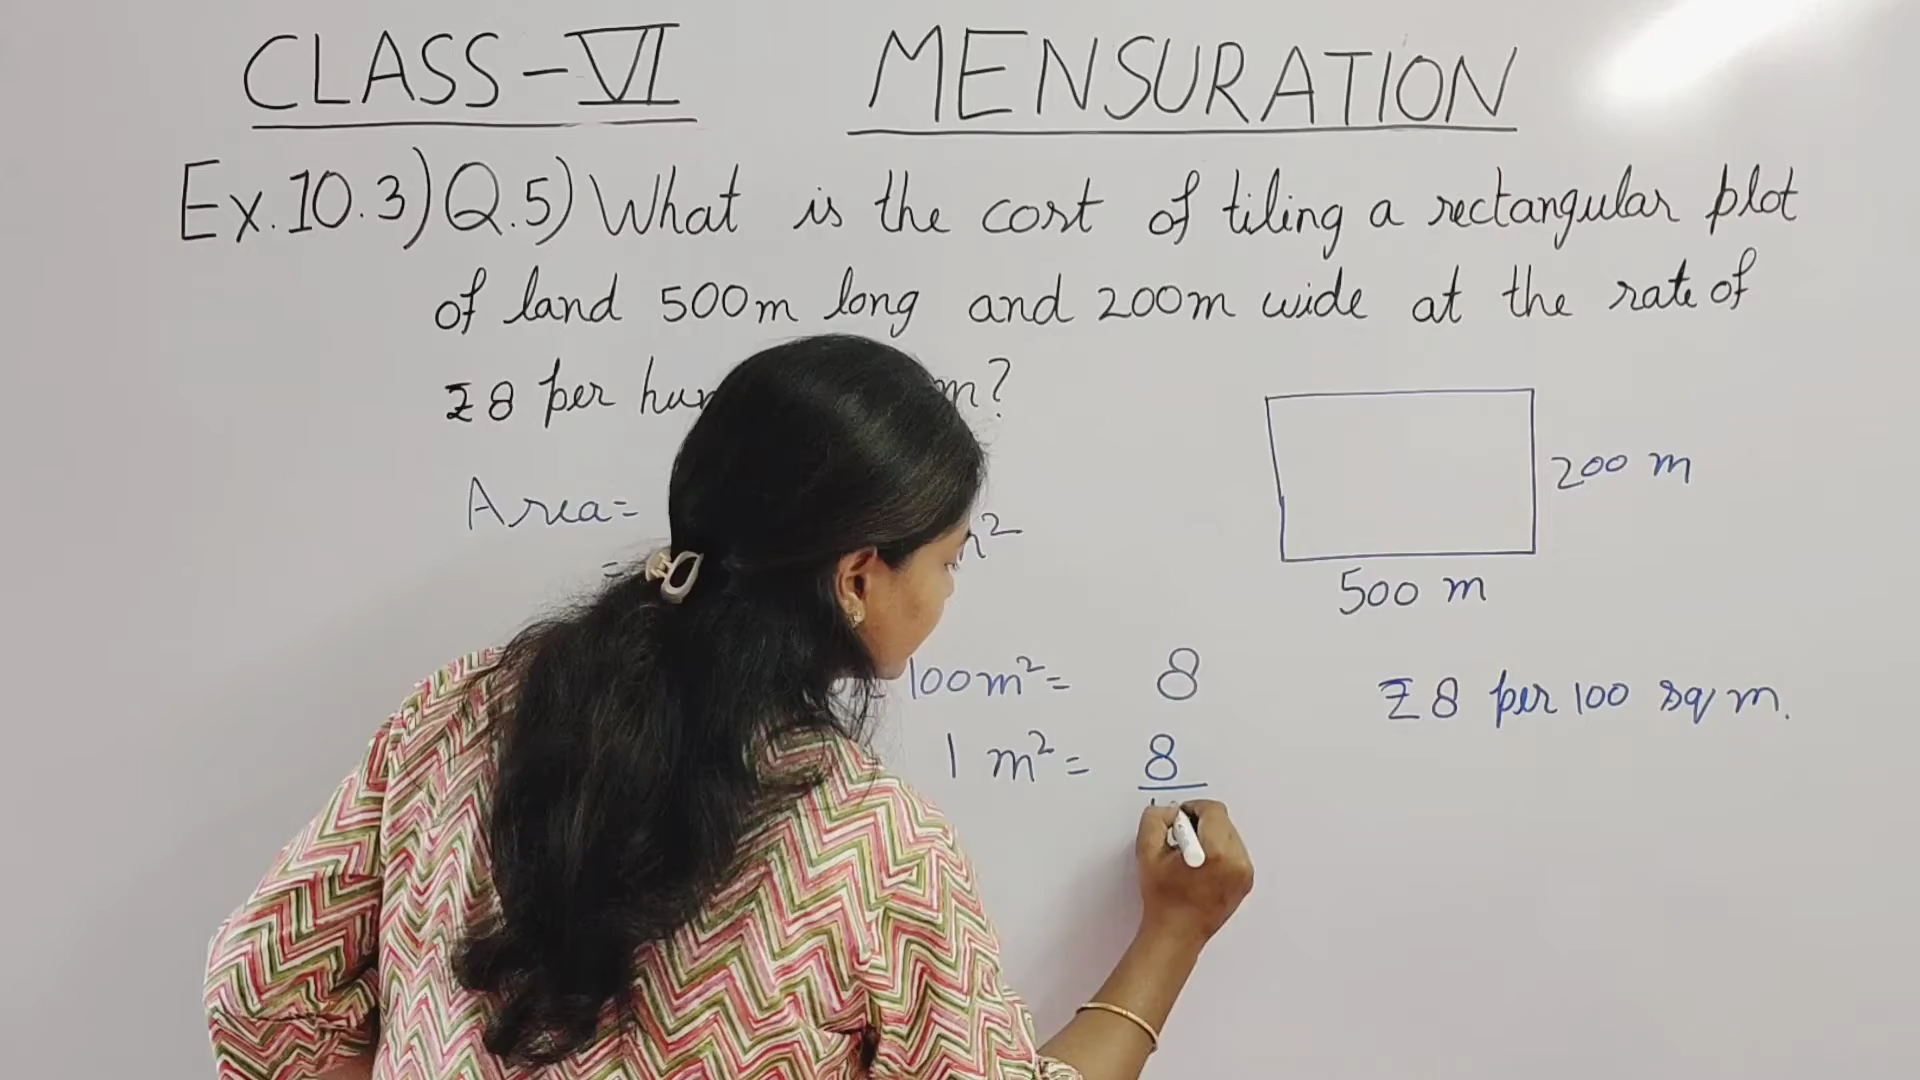 CLASS-VI MENSURATION
Ex.10.3) Q.5) What is the cost of tiling a rectangular plot
of land 500m long and 200m wide at the rate of
₹8 per m?
Area=
200 m
=
500 m
100m²= 8
₹8 per 100 sq m.
1 m²= 8